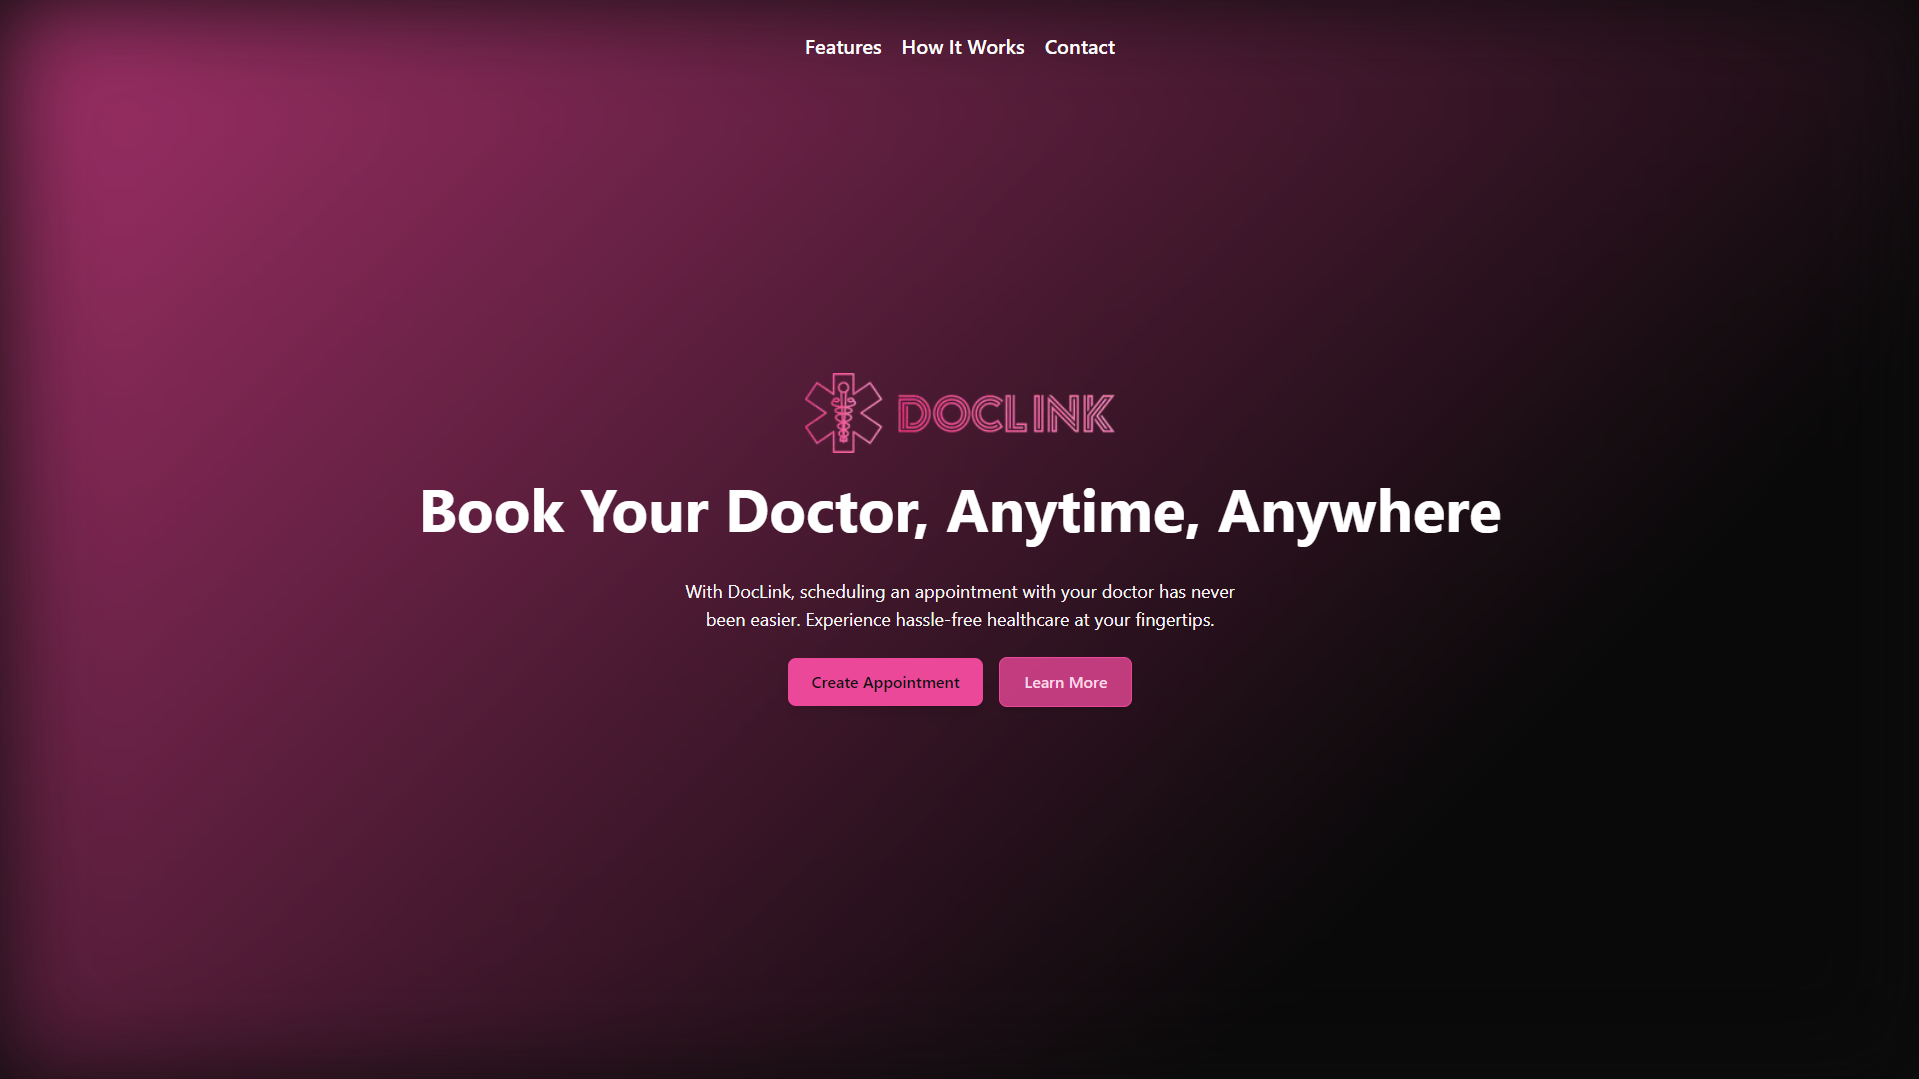 Features How It Works Contact
DOCLINK
Book Your Doctor, Anytime, Anywhere
With DocLink, scheduling an appointment with your doctor has never
been easier. Experience hassle-free healthcare at your fingertips.
Create Appointment Learn More